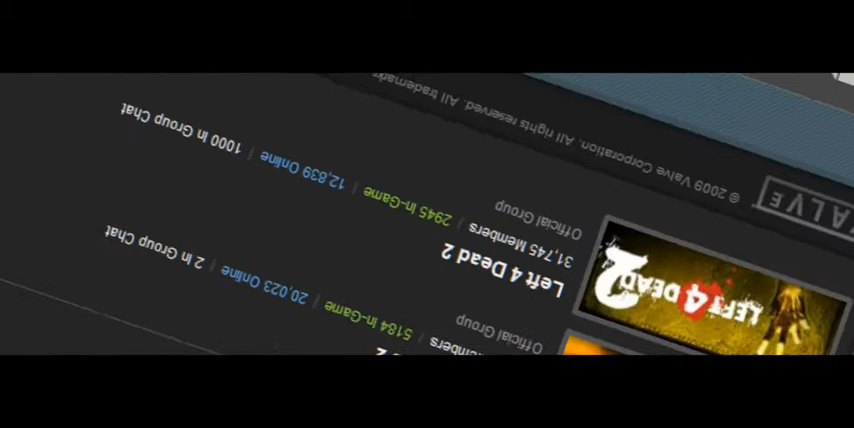 2
5184 In-Game | 20,023 Online | 2 In Group Chat
Official Group
LEFT 4 DEAD 2
Left 4 Dead 2
31,745 Members | 2945 In-Game | 12,839 Online | 1000 In Group Chat
Official Group
VALVE
© 2009 Valve Corporation. All rights reserved. All